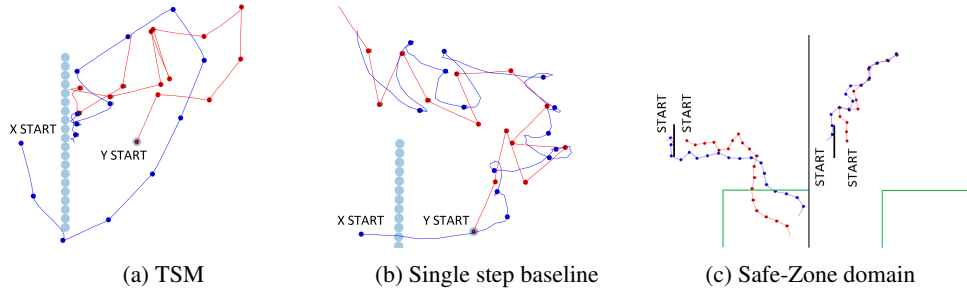 X START
Y START
X START
Y START
START
START
START
START
(a) TSM
(b) Single step baseline
(c) Safe-Zone domain